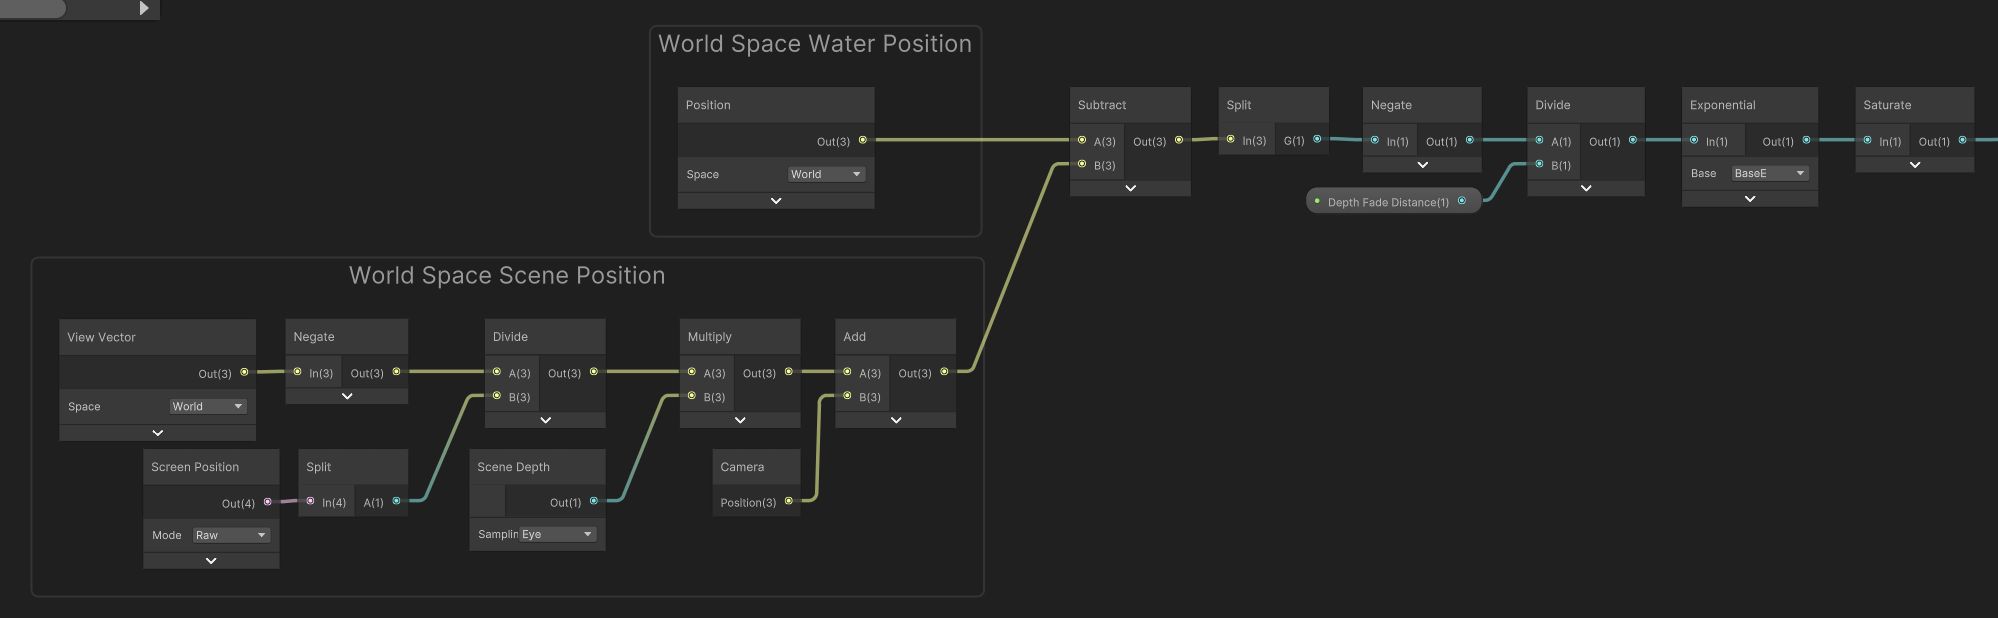 World Space Water Position
Position
Out(3)
Space World
Subtract
A(3) Out(3)
B(3)
Split
In(3) G(1)
Negate
In(1) Out(1)
Depth Fade Distance(1)
Divide
A(1) Out(1)
B(1)
Exponential
In(1) Out(1)
Base BaseE
Saturate
In(1) Out(1)
World Space Scene Position
View Vector
Out(3)
Space World
Negate
In(3) Out(3)
Divide
A(3) Out(3)
B(3)
Multiply
A(3) Out(3)
B(3)
Add
A(3) Out(3)
B(3)
Screen Position
Out(4)
Mode Raw
Split
In(4) A(1)
Scene Depth
Out(1)
Samplin Eye
Camera
Position(3)